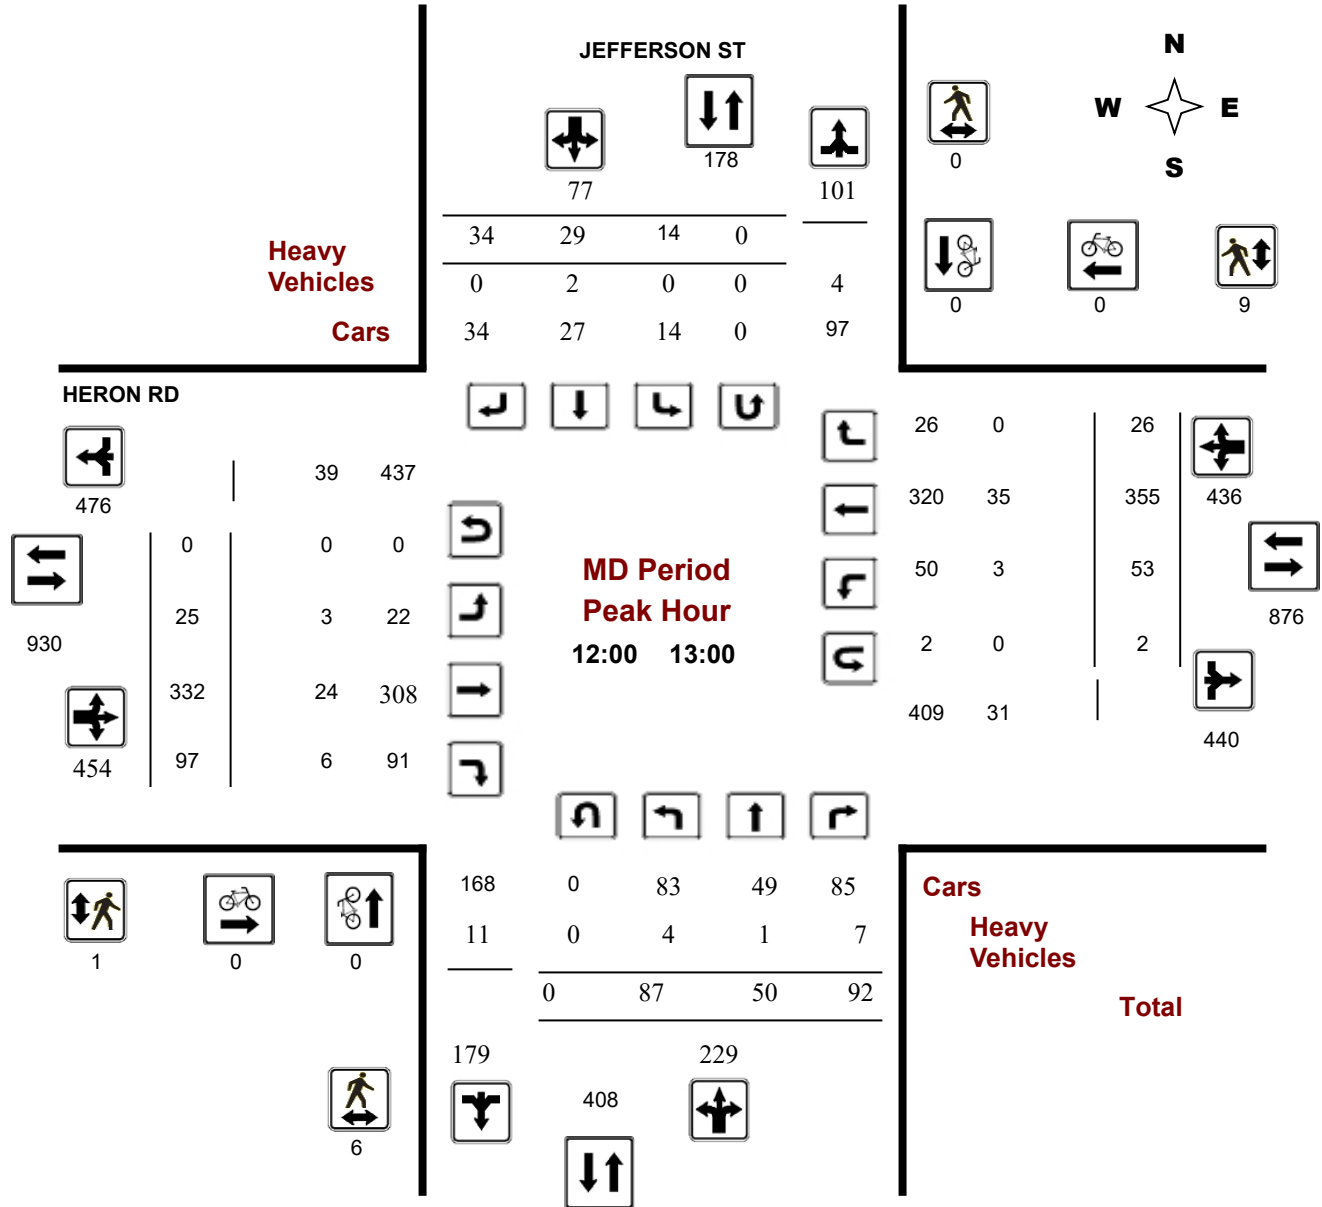 JEFFERSON ST
N
W E
S
178
0
77
101
34 29 14 0
Heavy
Vehicles
0 2 0 0 4
0 0 9
Cars
34 27 14 0 97
HERON RD
26 0 26
39 437
476
320 35 355 436
0 0 0
MD Period
50 3 53
Peak Hour
25 3 22
876
930
12:00 13:00
2 0 2
332 24 308
409 31
440
454 97 6 91
168 0 83 49 85
Cars
11 0 4 1 7
Heavy
Vehicles
1 0 0
0 87 50 92
Total
179 229
408
6